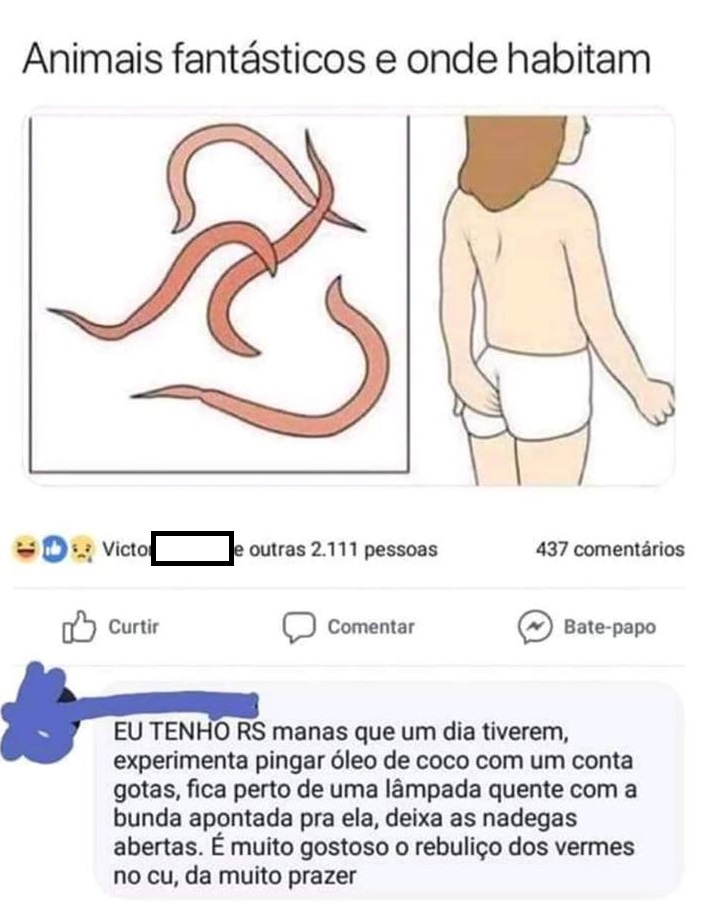 Animais fantásticos e onde habitam
Victo e outras 2.111 pessoas
437 comentários
Curtir
Comentar
Bate-papo
EU TENHO RS manas que um dia tiverem,
experimenta pingar óleo de coco com um conta
gotas, fica perto de uma lâmpada quente com a
bunda apontada pra ela, deixa as nadegas
abertas. É muito gostoso o rebuliço dos vermes
no cu, da muito prazer